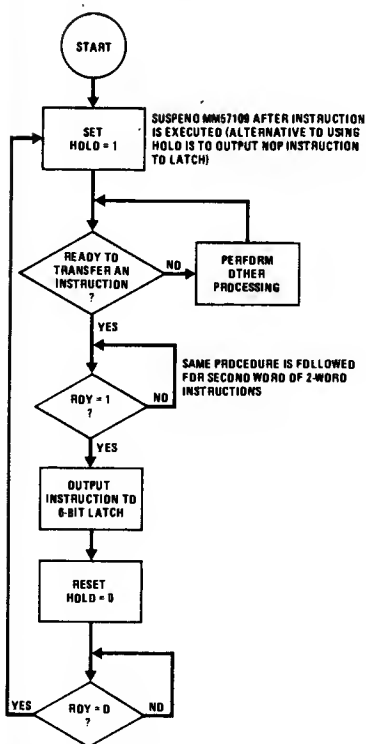 START
SET
HOLD = 1
SUSPEND MM57109 AFTER INSTRUCTION
IS EXECUTED (ALTERNATIVE TO USING
HOLD IS TO OUTPUT NOP INSTRUCTION
TO LATCH)
READY TO
TRANSFER AN
INSTRUCTION
?
NO
PERFORM
OTHER
PROCESSING
YES
RDY = 1
?
NO
SAME PROCEDURE IS FOLLOWED
FOR SECOND WORD OF 2-WORD
INSTRUCTIONS
YES
OUTPUT
INSTRUCTION TO
6-BIT LATCH
RESET
HOLD = 0
YES
RDY = 0
?
NO